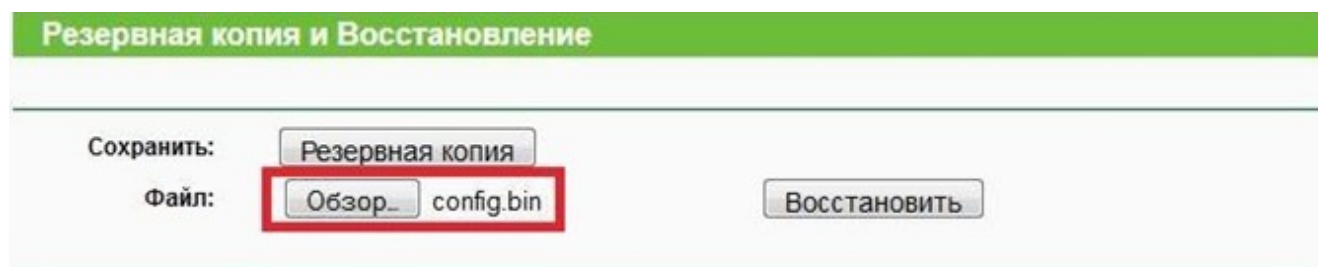 Резервная копия и Восстановление
Сохранить: Резервная копия
Файл: Обзор... config.bin Восстановить